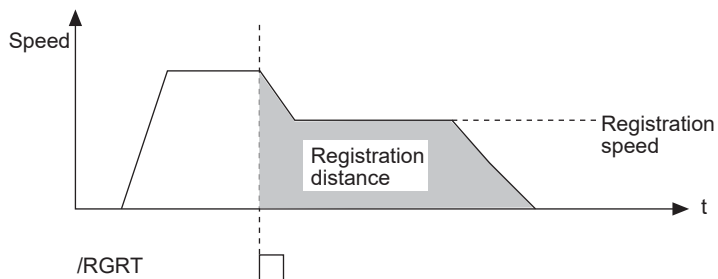 Speed
Registration
speed
Registration
distance
t
/RGRT